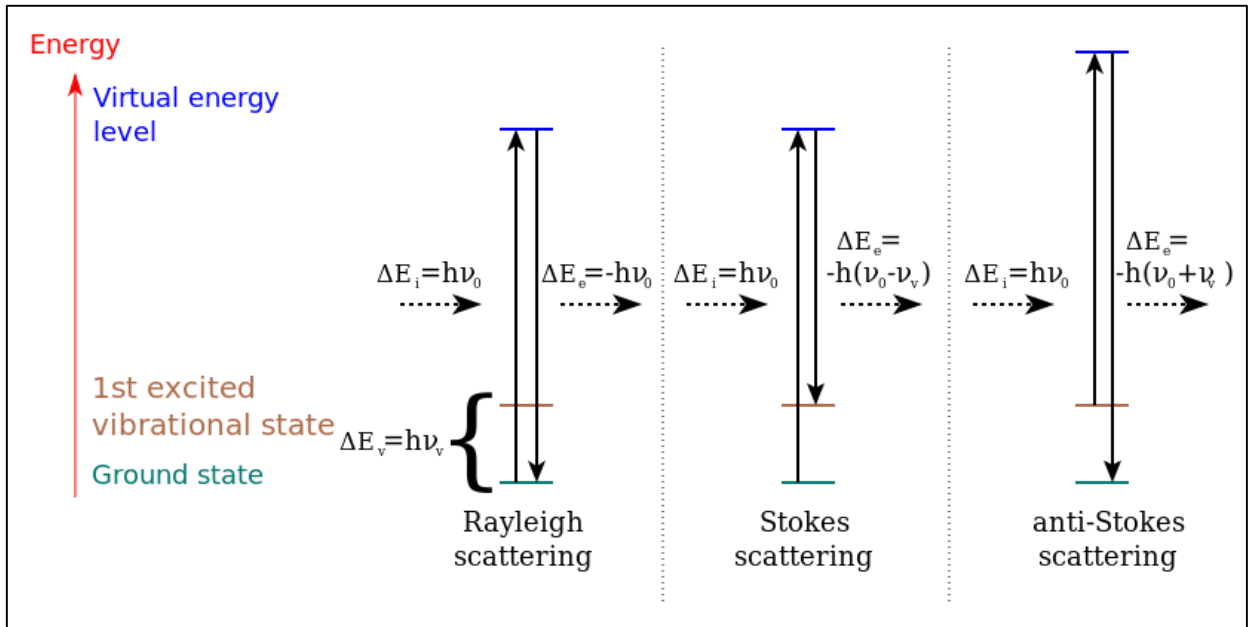 Energy
Virtual energy
level
ΔEᵢ=hν₀
ΔEₑ=-hν₀
ΔEᵢ=hν₀
ΔEₑ=
-h(ν₀-νᵥ)
ΔEᵢ=hν₀
ΔEₑ=
-h(ν₀+νᵥ)
1st excited
vibrational state
ΔEᵥ=hνᵥ
{
Ground state
Rayleigh
scattering
Stokes
scattering
anti-Stokes
scattering